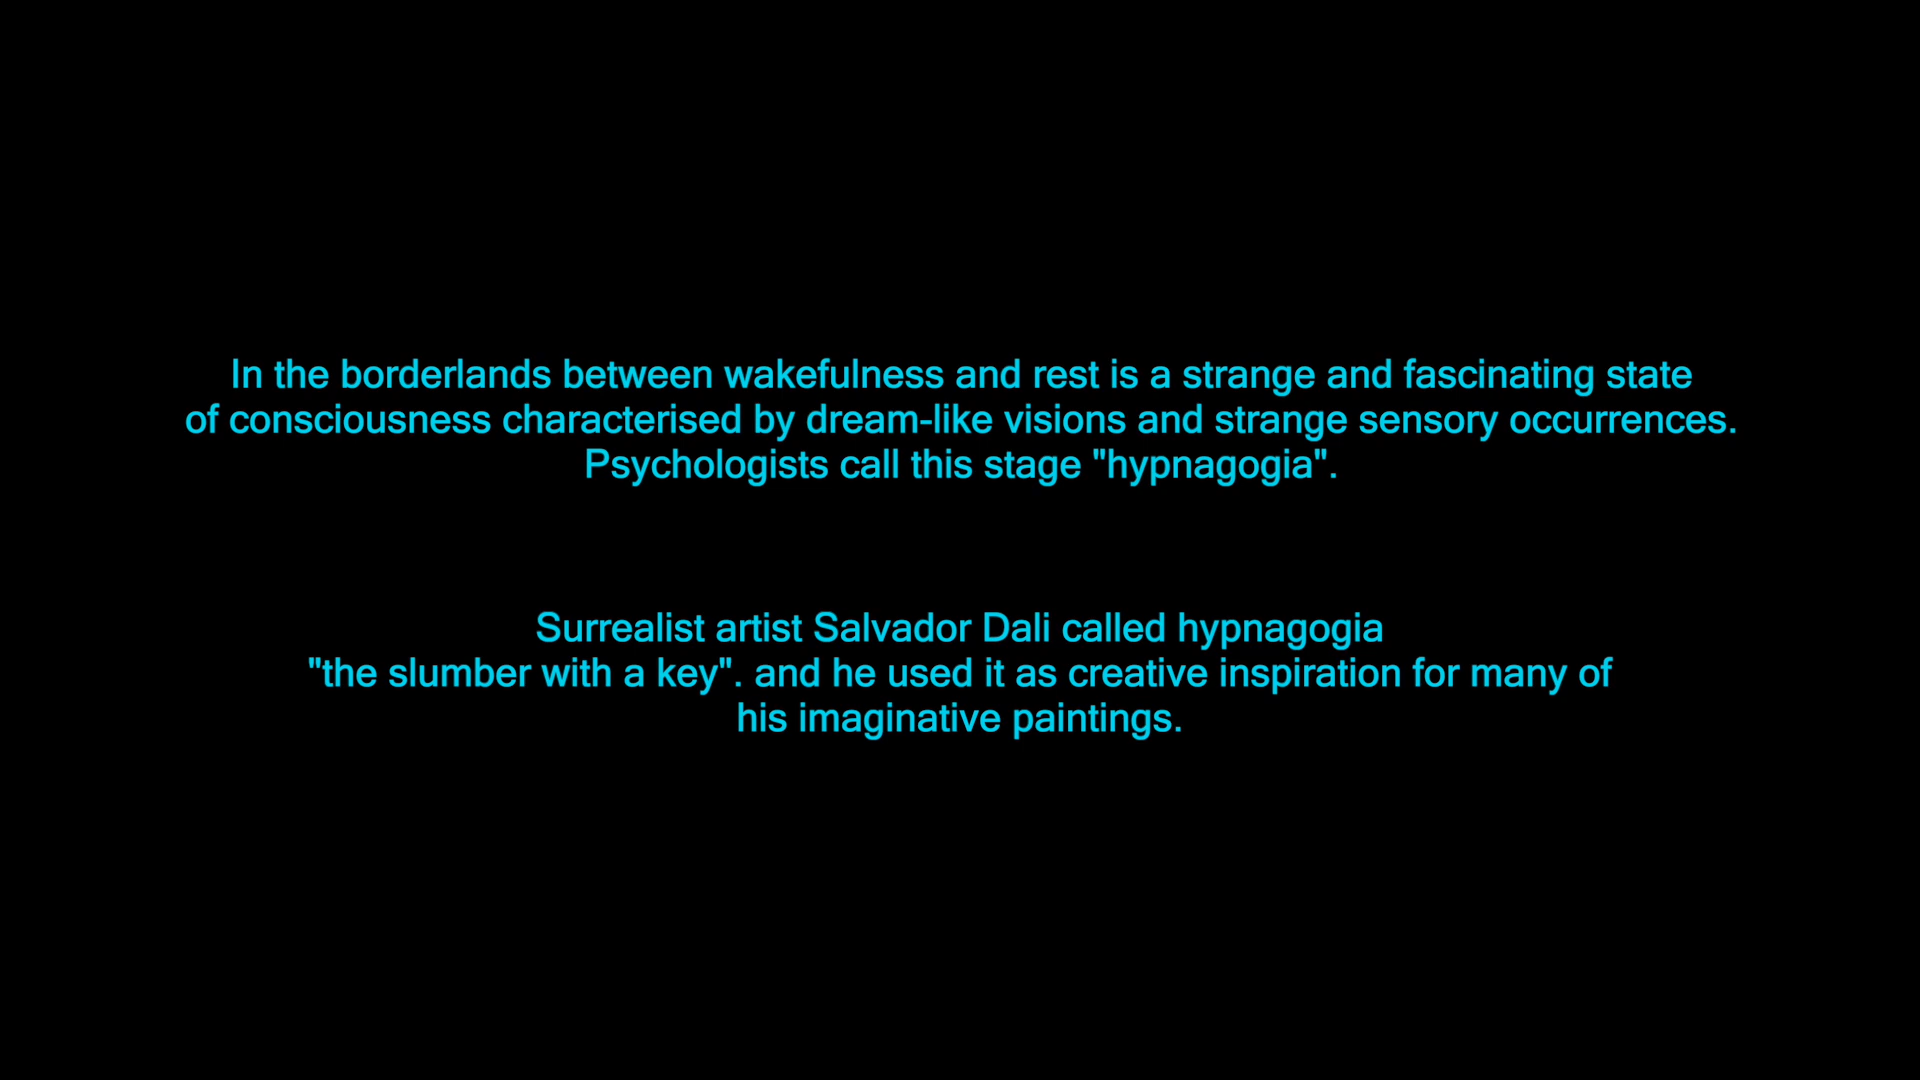 In the borderlands between wakefulness and rest is a strange and fascinating state
of consciousness characterised by dream-like visions and strange sensory occurrences.
Psychologists call this stage "hypnagogia".
Surrealist artist Salvador Dali called hypnagogia
"the slumber with a key". and he used it as creative inspiration for many of
his imaginative paintings.